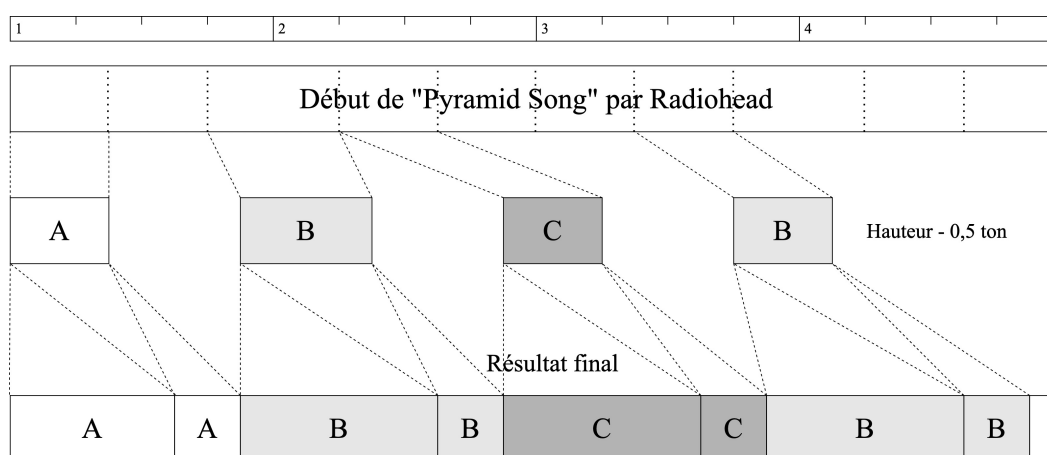 1 2 3 4
Début de "Pyramid Song" par Radiohead
A B C B Hauteur - 0,5 ton
Résultat final
A A B B C C B B